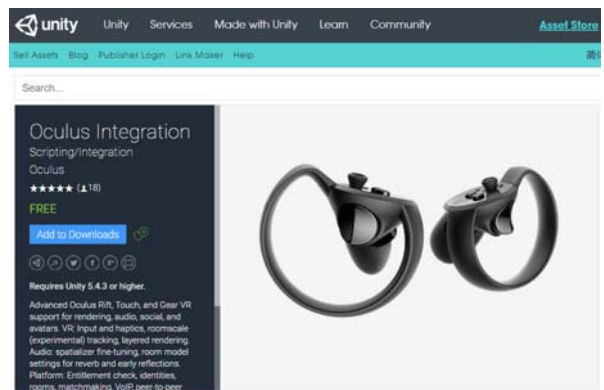 unity Unity Services Made with Unity Learn Community Asset Store
Sell Assets Blog Publisher Login Link Maker Help 简体
Search...
Oculus Integration
Scripting/Integration
Oculus
★★★★★ (18)
FREE
Add to Downloads
Requires Unity 5.4.3 or higher.
Advanced Oculus Rift, Touch, and Gear VR
support for rendering, audio, social, and
avatars. VR: Input and haptics, roomscale
(experimental) tracking, layered rendering.
Audio: spatializer fine-tuning, room model
settings for reverb and early reflections.
Platform: Entitlement check, identities,
rooms, matchmaking, VoIP, peer-to-peer